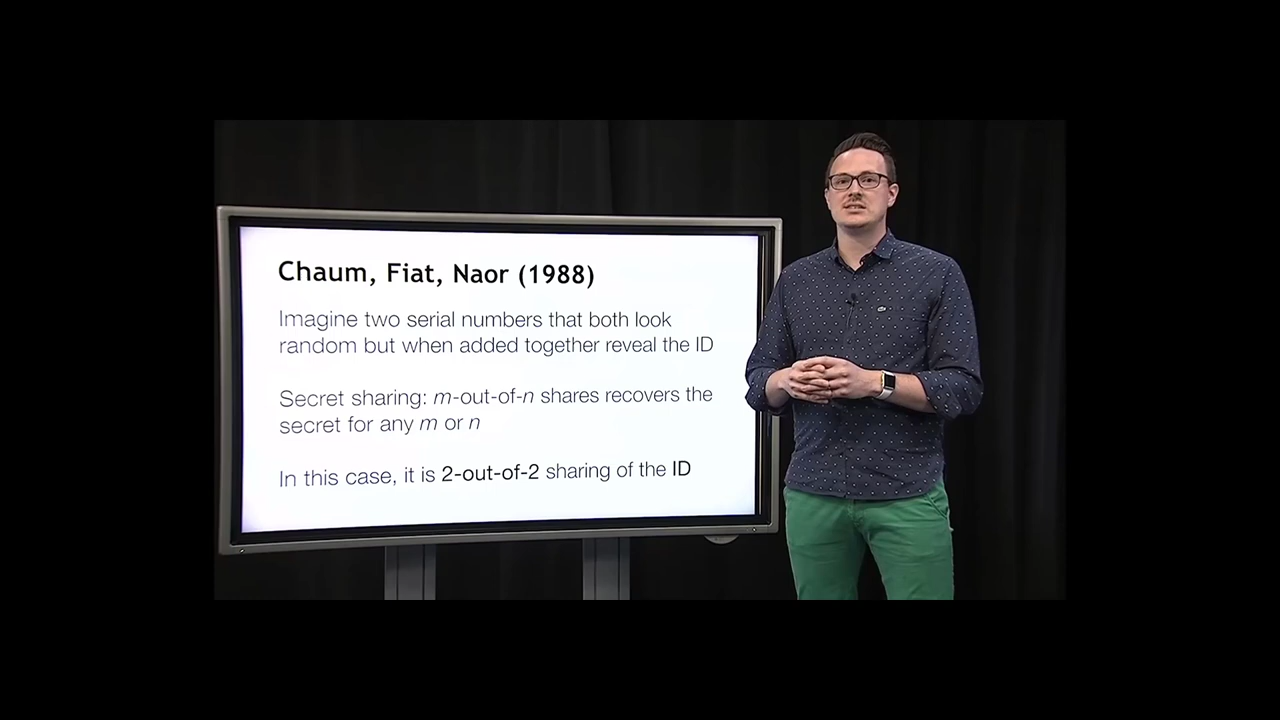 Chaum, Fiat, Naor (1988)
Imagine two serial numbers that both look
random but when added together reveal the ID
Secret sharing: m-out-of-n shares recovers the
secret for any m or n
In this case, it is 2-out-of-2 sharing of the ID